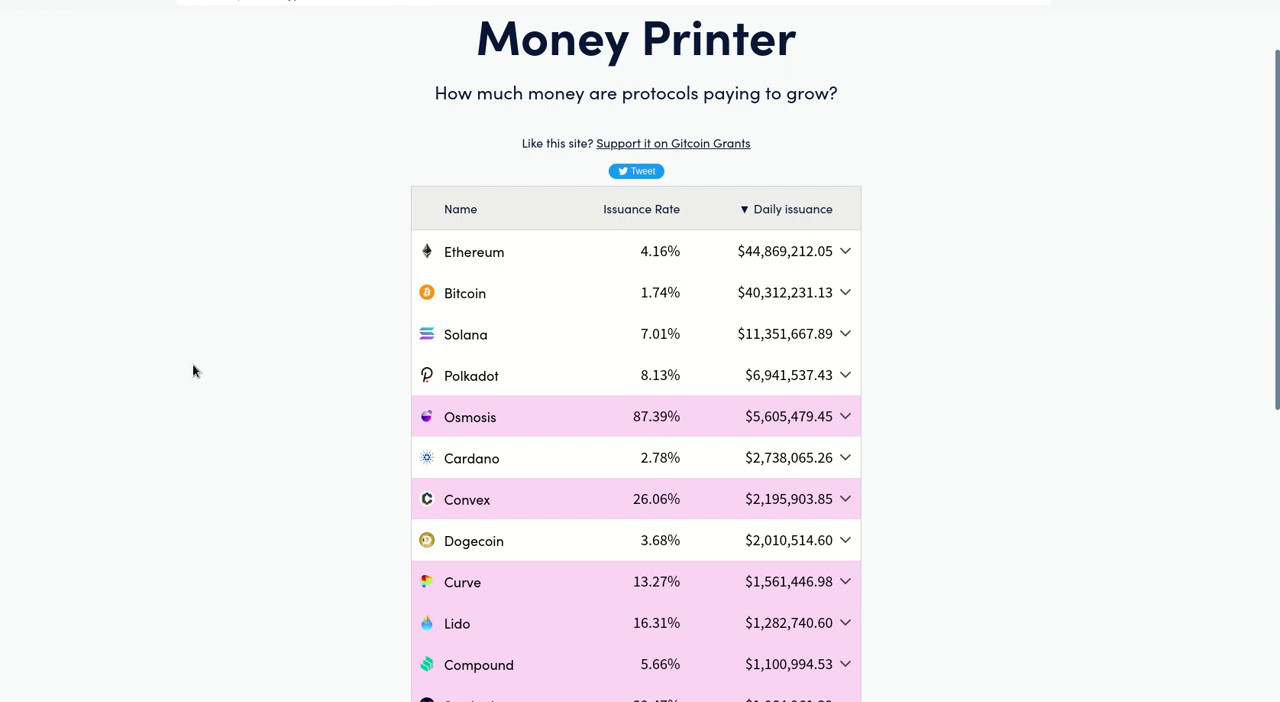 Money Printer
How much money are protocols paying to grow?
Like this site? Support it on Gitcoin Grants
Tweet
Name Issuance Rate ▼ Daily issuance
Ethereum 4.16% $44,869,212.05
Bitcoin 1.74% $40,312,231.13
Solana 7.01% $11,351,667.89
Polkadot 8.13% $6,941,537.43
Osmosis 87.39% $5,605,479.45
Cardano 2.78% $2,738,065.26
Convex 26.06% $2,195,903.85
Dogecoin 3.68% $2,010,514.60
Curve 13.27% $1,561,446.98
Lido 16.31% $1,282,740.60
Compound 5.66% $1,100,994.53